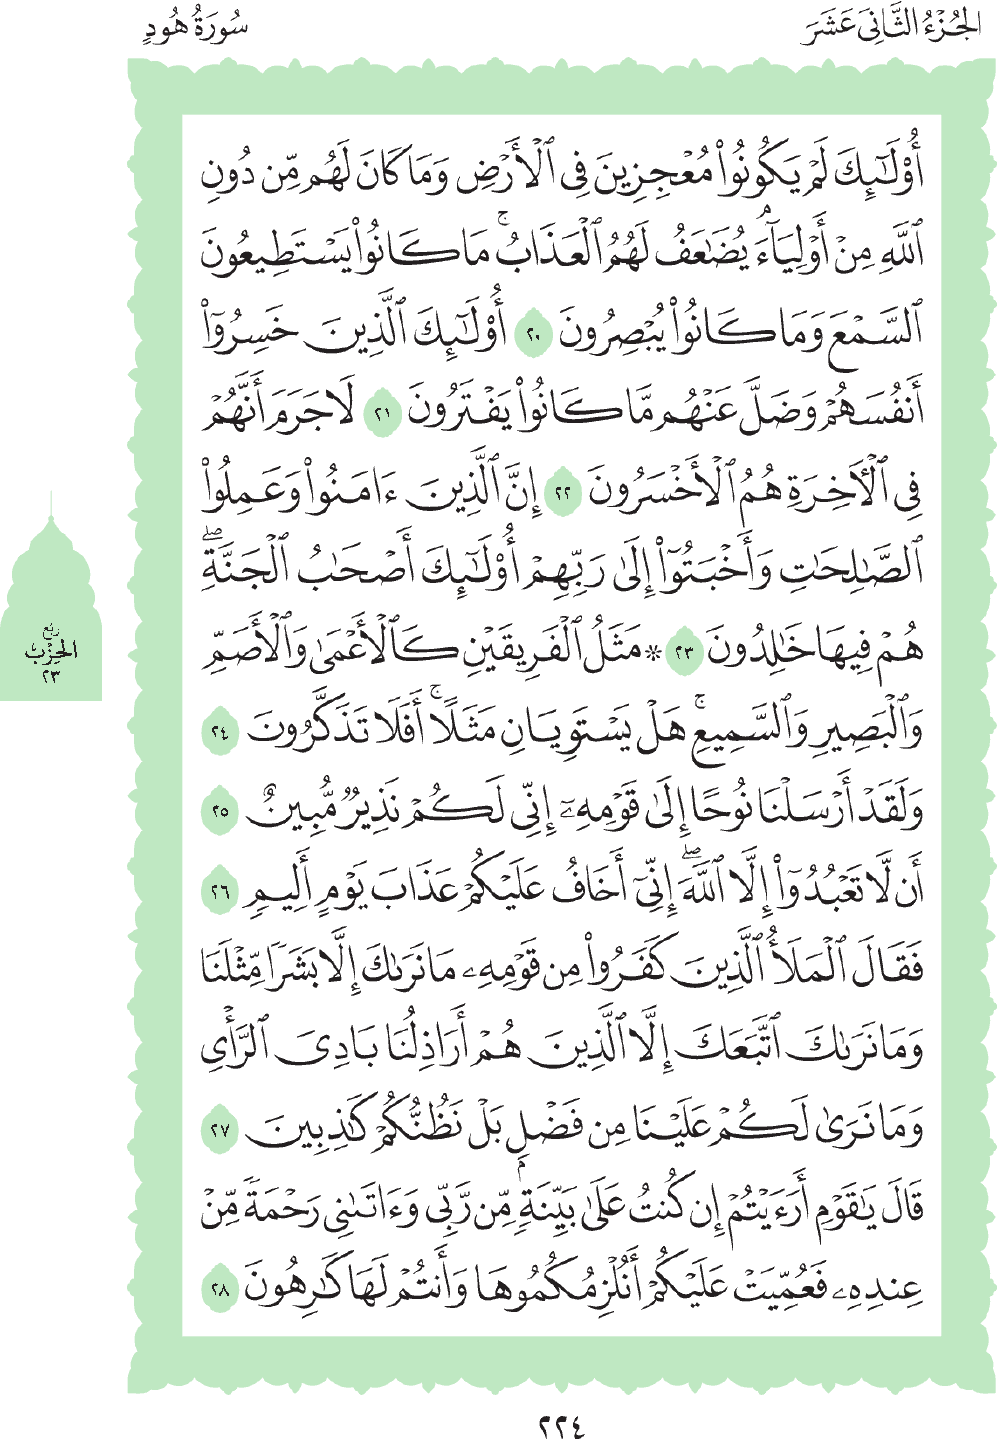 الجُزْءُ الثَّانِيَ عَشَرَ
سُورَةُ هُودٍ
أُوْلَٰٓئِكَ لَمْ يَكُونُواْ مُعْجِزِينَ فِي ٱلْأَرْضِ وَمَا كَانَ لَهُم مِّن دُونِ
ٱللَّهِ مِنْ أَوْلِيَآءَۘ يُضَٰعَفُ لَهُمُ ٱلْعَذَابُۚ مَا كَانُواْ يَسْتَطِيعُونَ
ٱلسَّمْعَ وَمَا كَانُواْ يُبْصِرُونَ ٢٠ أُوْلَٰٓئِكَ ٱلَّذِينَ خَسِرُوٓاْ
أَنفُسَهُمْ وَضَلَّ عَنْهُم مَّا كَانُواْ يَفْتَرُونَ ٢١ لَا جَرَمَ أَنَّهُمْ
فِي ٱلْأٓخِرَةِ هُمُ ٱلْأَخْسَرُونَ ٢٢ إِنَّ ٱلَّذِينَ ءَامَنُواْ وَعَمِلُواْ
ٱلصَّٰلِحَٰتِ وَأَخْبَتُوٓاْ إِلَىٰ رَبِّهِمْ أُوْلَٰٓئِكَ أَصْحَٰبُ ٱلْجَنَّةِۖ
هُمْ فِيهَا خَٰلِدُونَ ٢٣ * مَثَلُ ٱلْفَرِيقَيْنِ كَٱلْأَعْمَىٰ وَٱلْأَصَمِّ
وَٱلْبَصِيرِ وَٱلسَّمِيعِۚ هَلْ يَسْتَوِيَانِ مَثَلًاۚ أَفَلَا تَذَكَّرُونَ ٢٤
وَلَقَدْ أَرْسَلْنَا نُوحًا إِلَىٰ قَوْمِهِۦٓ إِنِّي لَكُمْ نَذِيرٌ مُّبِينٌ ٢٥
أَن لَّا تَعْبُدُوٓاْ إِلَّا ٱللَّهَۖ إِنِّيٓ أَخَافُ عَلَيْكُمْ عَذَابَ يَوْمٍ أَلِيمٍ ٢٦
فَقَالَ ٱلْمَلَأُ ٱلَّذِينَ كَفَرُواْ مِن قَوْمِهِۦ مَا نَرَىٰكَ إِلَّا بَشَرًا مِّثْلَنَا
وَمَا نَرَىٰكَ ٱتَّبَعَكَ إِلَّا ٱلَّذِينَ هُمْ أَرَاذِلُنَا بَادِيَ ٱلرَّأْيِ
وَمَا نَرَىٰ لَكُمْ عَلَيْنَا مِن فَضْلٍۭ بَلْ نَظُنُّكُمْ كَٰذِبِينَ ٢٧
قَالَ يَٰقَوْمِ أَرَءَيْتُمْ إِن كُنتُ عَلَىٰ بَيِّنَةٍ مِّن رَّبِّي وَءَاتَىٰنِي رَحْمَةً مِّنْ
عِندِهِۦ فَعُمِّيَتْ عَلَيْكُمْ أَنُلْزِمُكُمُوهَا وَأَنتُمْ لَهَا كَٰرِهُونَ ٢٨
رُبْع
الحِزْب
٢٣
٢٢٤